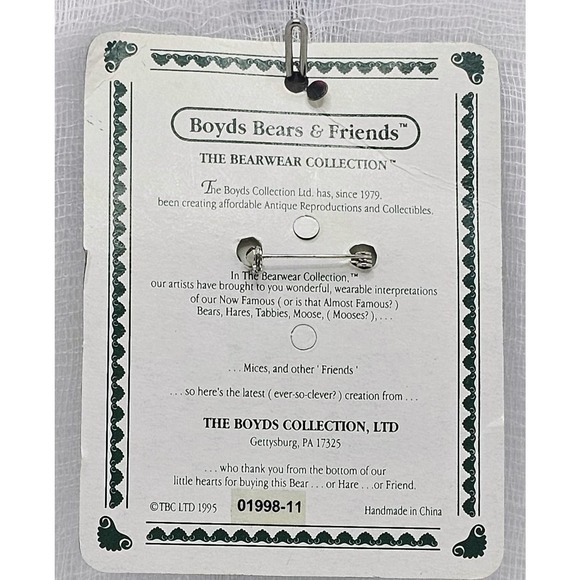 Boyds Bears & Friends™
THE BEARWEAR COLLECTION™
The Boyds Collection Ltd. has, since 1979,
been creating affordable Antique Reproductions and Collectibles.
In The Bearwear Collection,™
our artists have brought to you wonderful, wearable interpretations
of our Now Famous ( or is that Almost Famous? )
Bears, Hares, Tabbies, Moose, ( Mooses? ), . . .
. . . Mices, and other ' Friends '
. . . so here's the latest ( ever-so-clever? ) creation from . . .
THE BOYDS COLLECTION, LTD
Gettysburg, PA 17325
. . . who thank you from the bottom of our
little hearts for buying this Bear . . . or Hare . . .or Friend.
©TBC LTD 1995 01998-11 Handmade in China